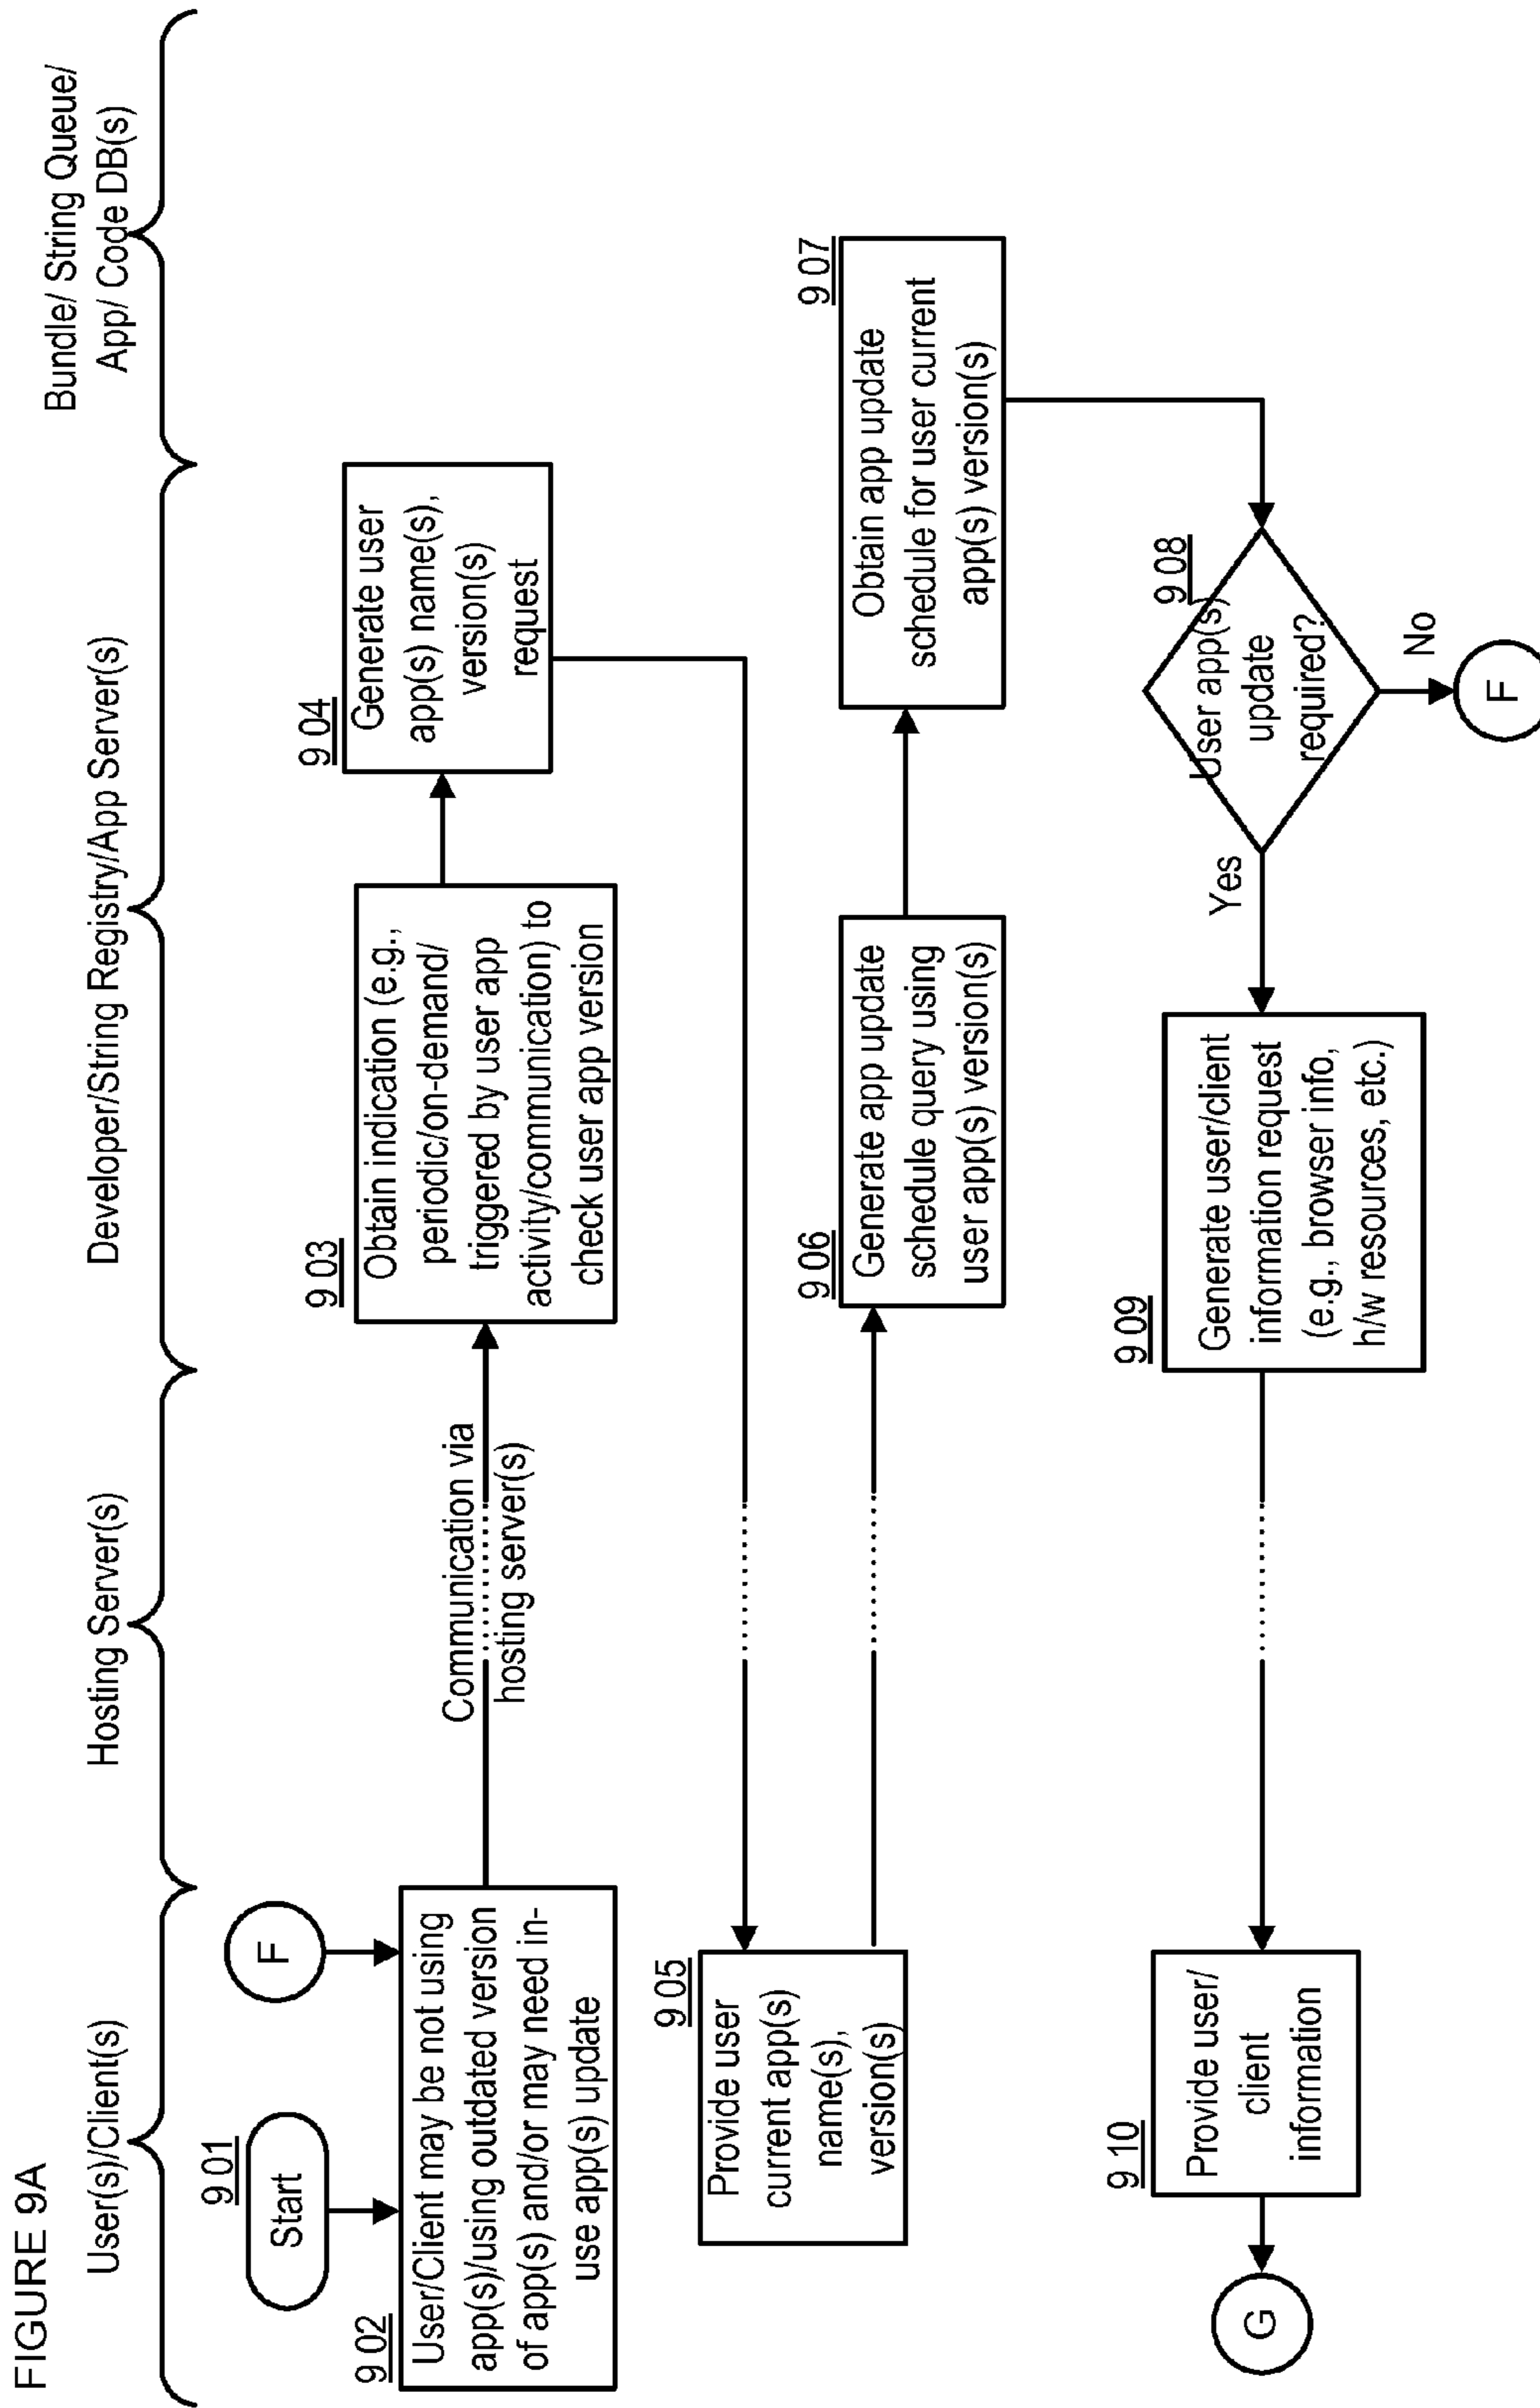 FIGURE 9A
User(s)/Client(s)
Hosting Server(s)
Developer/String Registry/App Server(s)
Bundle/ String Queue/
App/ Code DB(s)
9 01
Start
F
9 02
User/Client may be not using
app(s)/using outdated version
of app(s) and/or may need in-
use app(s) update
Communication via
hosting server(s)
9 03
Obtain indication (e.g.,
periodic/on-demand/
triggered by user app
activity/communication) to
check user app version
9 04
Generate user
app(s) name(s),
version(s)
request
9 05
Provide user
current app(s)
name(s),
version(s)
9 06
Generate app update
schedule query using
user app(s) version(s)
9 07
Obtain app update
schedule for user current
app(s) version(s)
9 08
User app(s)
update
required?
Yes
No
F
9 09
Generate user/client
information request
(e.g., browser info,
h/w resources, etc.)
9 10
Provide user/
client
information
G